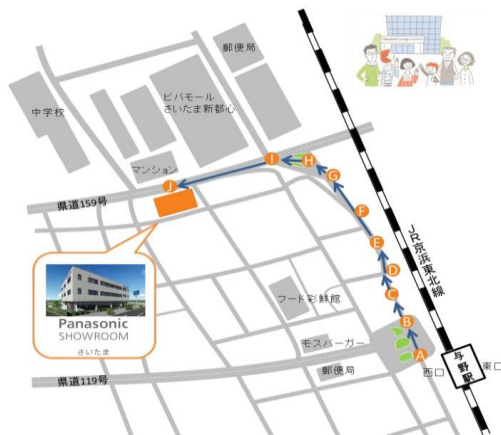 郵便局
中学校
ビバモール
さいたま新都心
マンション
県道159号
I
H
G
J
F
E
D
C
B
A
JR京浜東北線
Panasonic
SHOWROOM
さいたま
フード彩鮮館
モスバーガー
郵便局
県道119号
西口
与野駅
東口